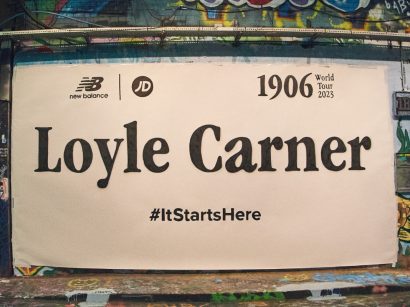 new balance
JD
1906 World Tour 2023
Loyle Carner
#ItStartsHere